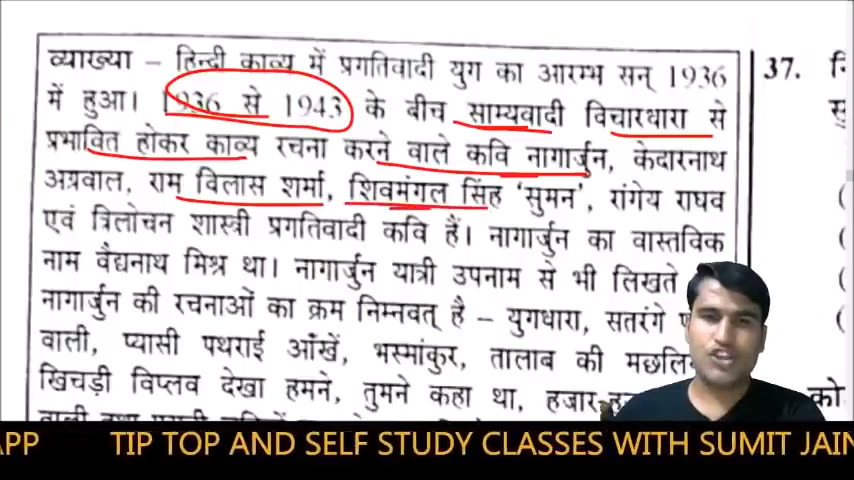 व्याख्या – हिन्दी काव्य में प्रगतिवादी युग का आरम्भ सन् 1936
में हुआ। 1936 से 1943 के बीच साम्यवादी विचारधारा से
प्रभावित होकर काव्य रचना करने वाले कवि नागार्जुन, केदारनाथ
अग्रवाल, राम विलास शर्मा, शिवमंगल सिंह ‘सुमन’, रांगेय राघव
एवं त्रिलोचन शास्त्री प्रगतिवादी कवि हैं। नागार्जुन का वास्तविक
नाम वैद्यनाथ मिश्र था। नागार्जुन यात्री उपनाम से भी लिखते
नागार्जुन की रचनाओं का क्रम निम्नवत् है – युगधारा, सतरंगे
वाली, प्यासी पथराई आँखें, भस्मांकुर, तालाब की
खिचड़ी विप्लव देखा हमने, तुमने कहा था,
37.
APP TIP TOP AND SELF STUDY CLASSES WITH SUMIT JAIN